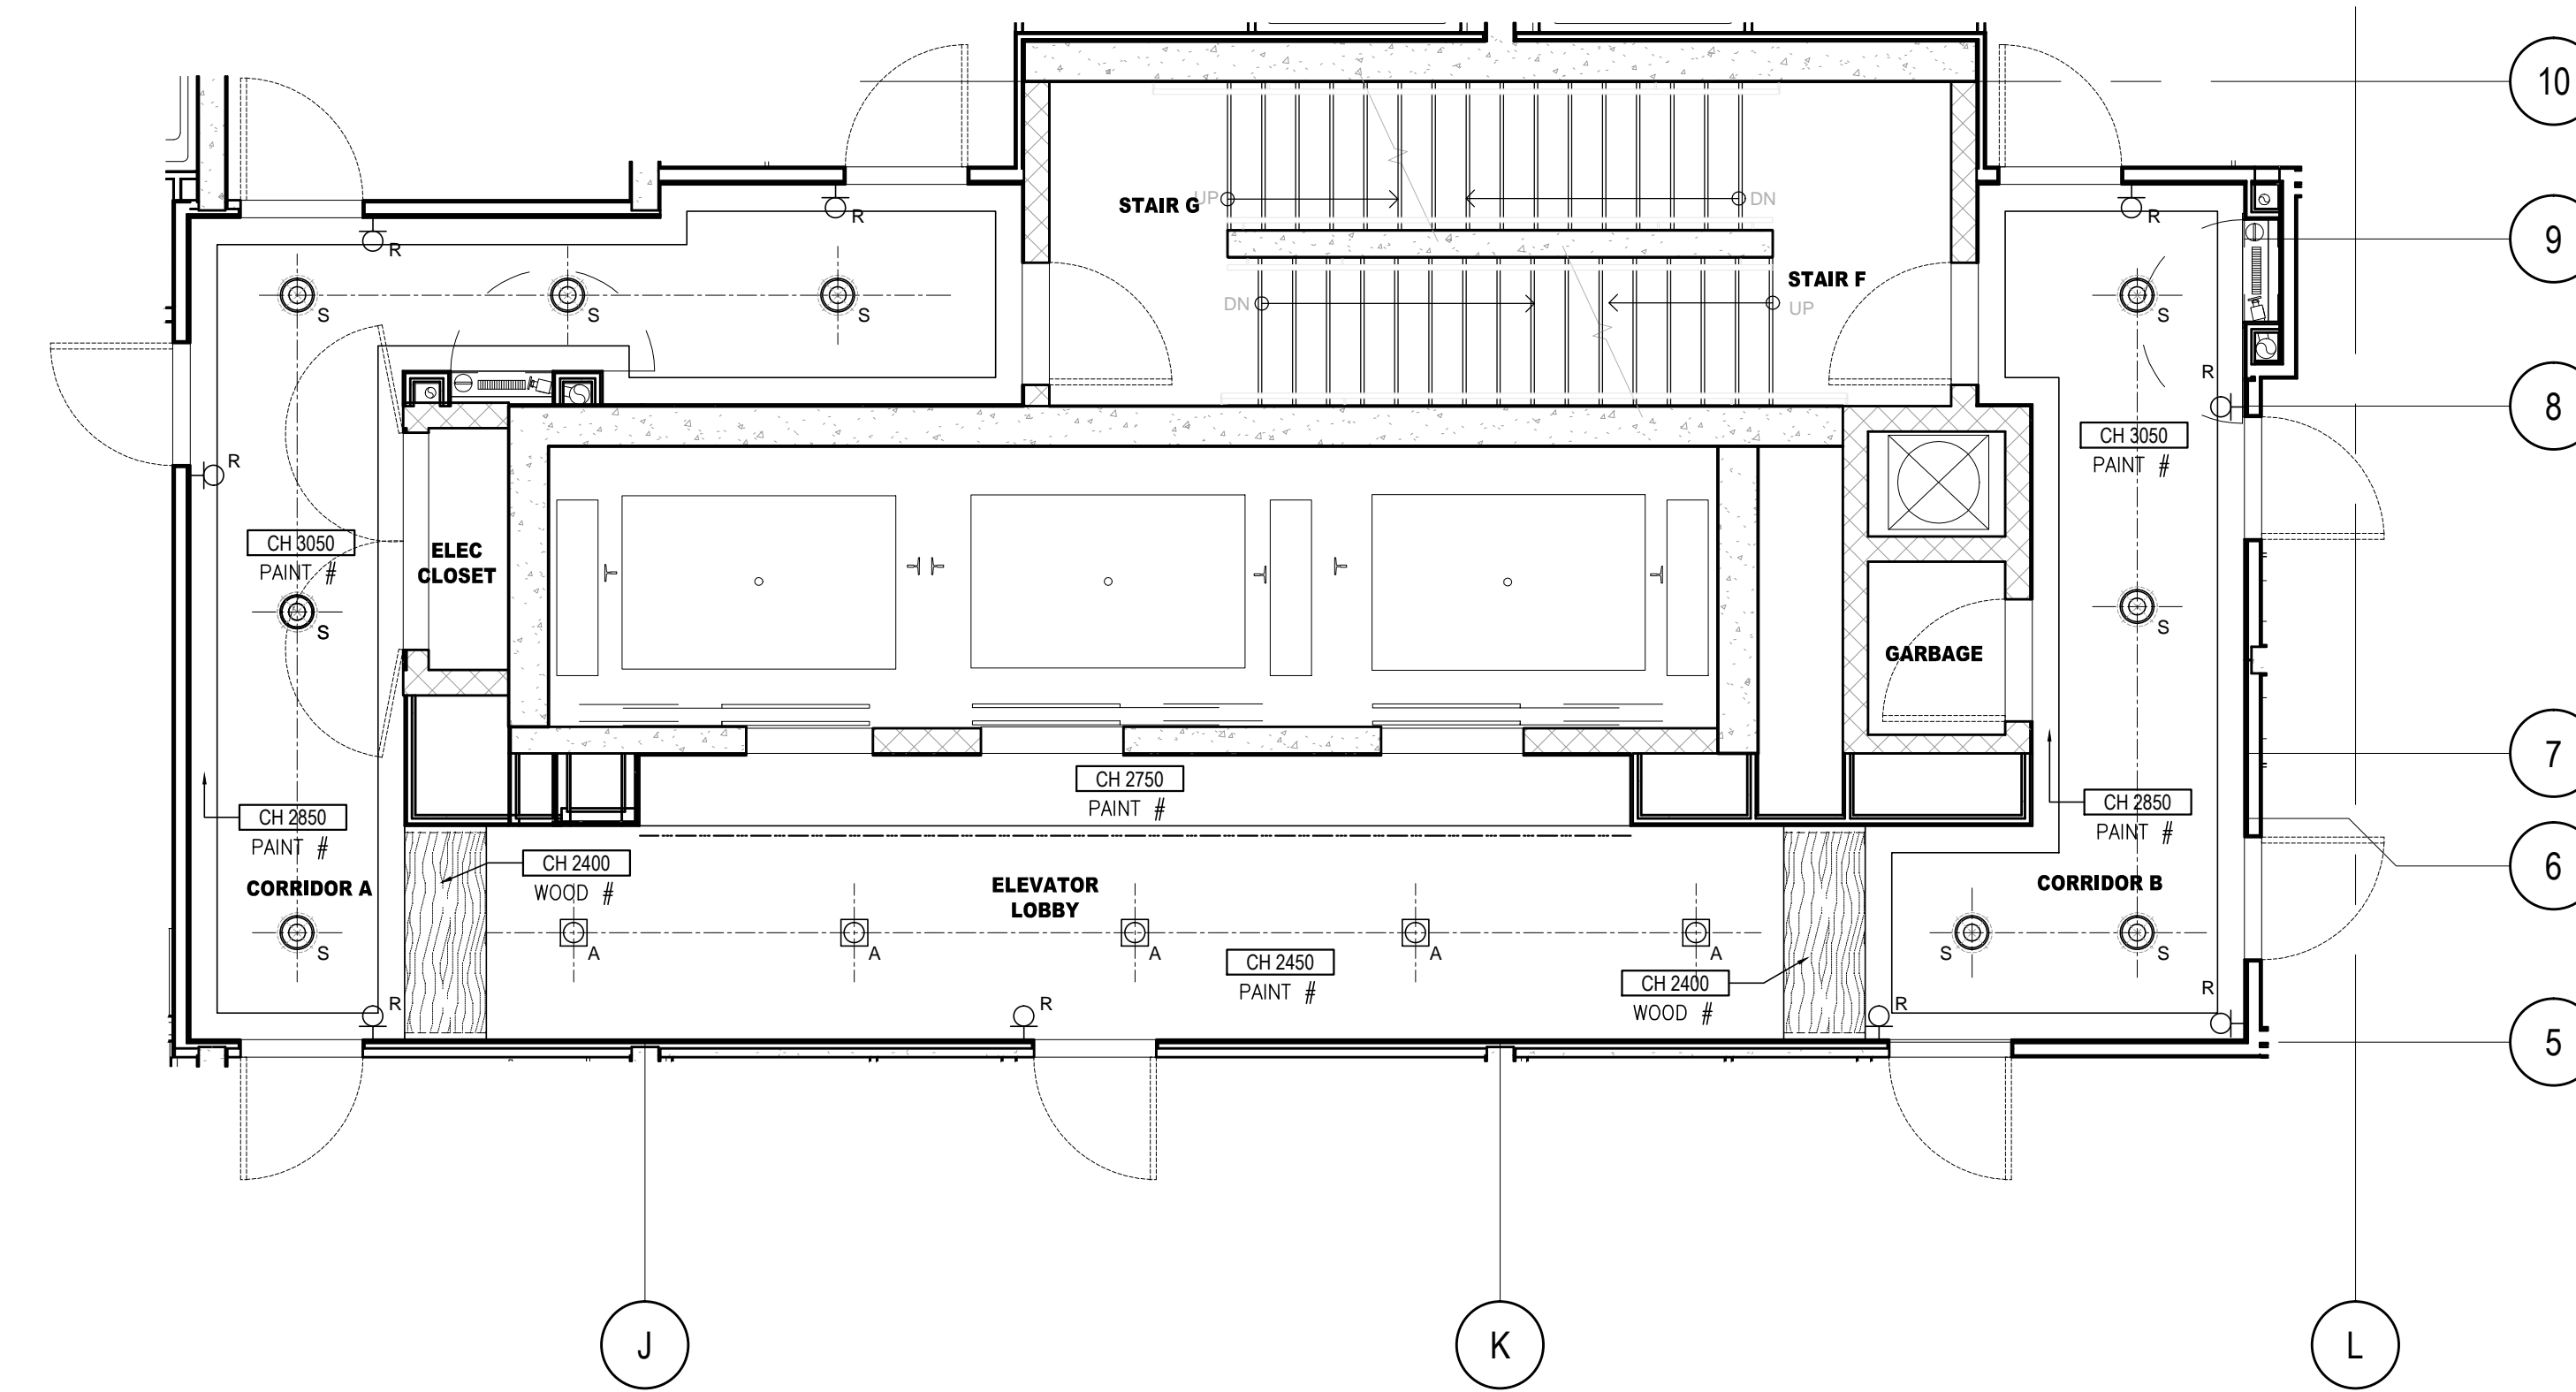 10
R
R
STAIR G
UP
DN
R
9
S
S
S
STAIR F
DN
UP
S
R
8
CH 3050
PAINT #
R
CH 3050
PAINT #
ELEC
CLOSET
S
S
GARBAGE
7
CH 2750
PAINT #
CH 2850
PAINT #
CH 2850
PAINT #
6
CH 2400
WOOD #
CORRIDOR A
ELEVATOR
LOBBY
CORRIDOR B
S
A
A
A
A
A
S
S
CH 2450
PAINT #
CH 2400
WOOD #
R
R
R
R
5
J
K
L